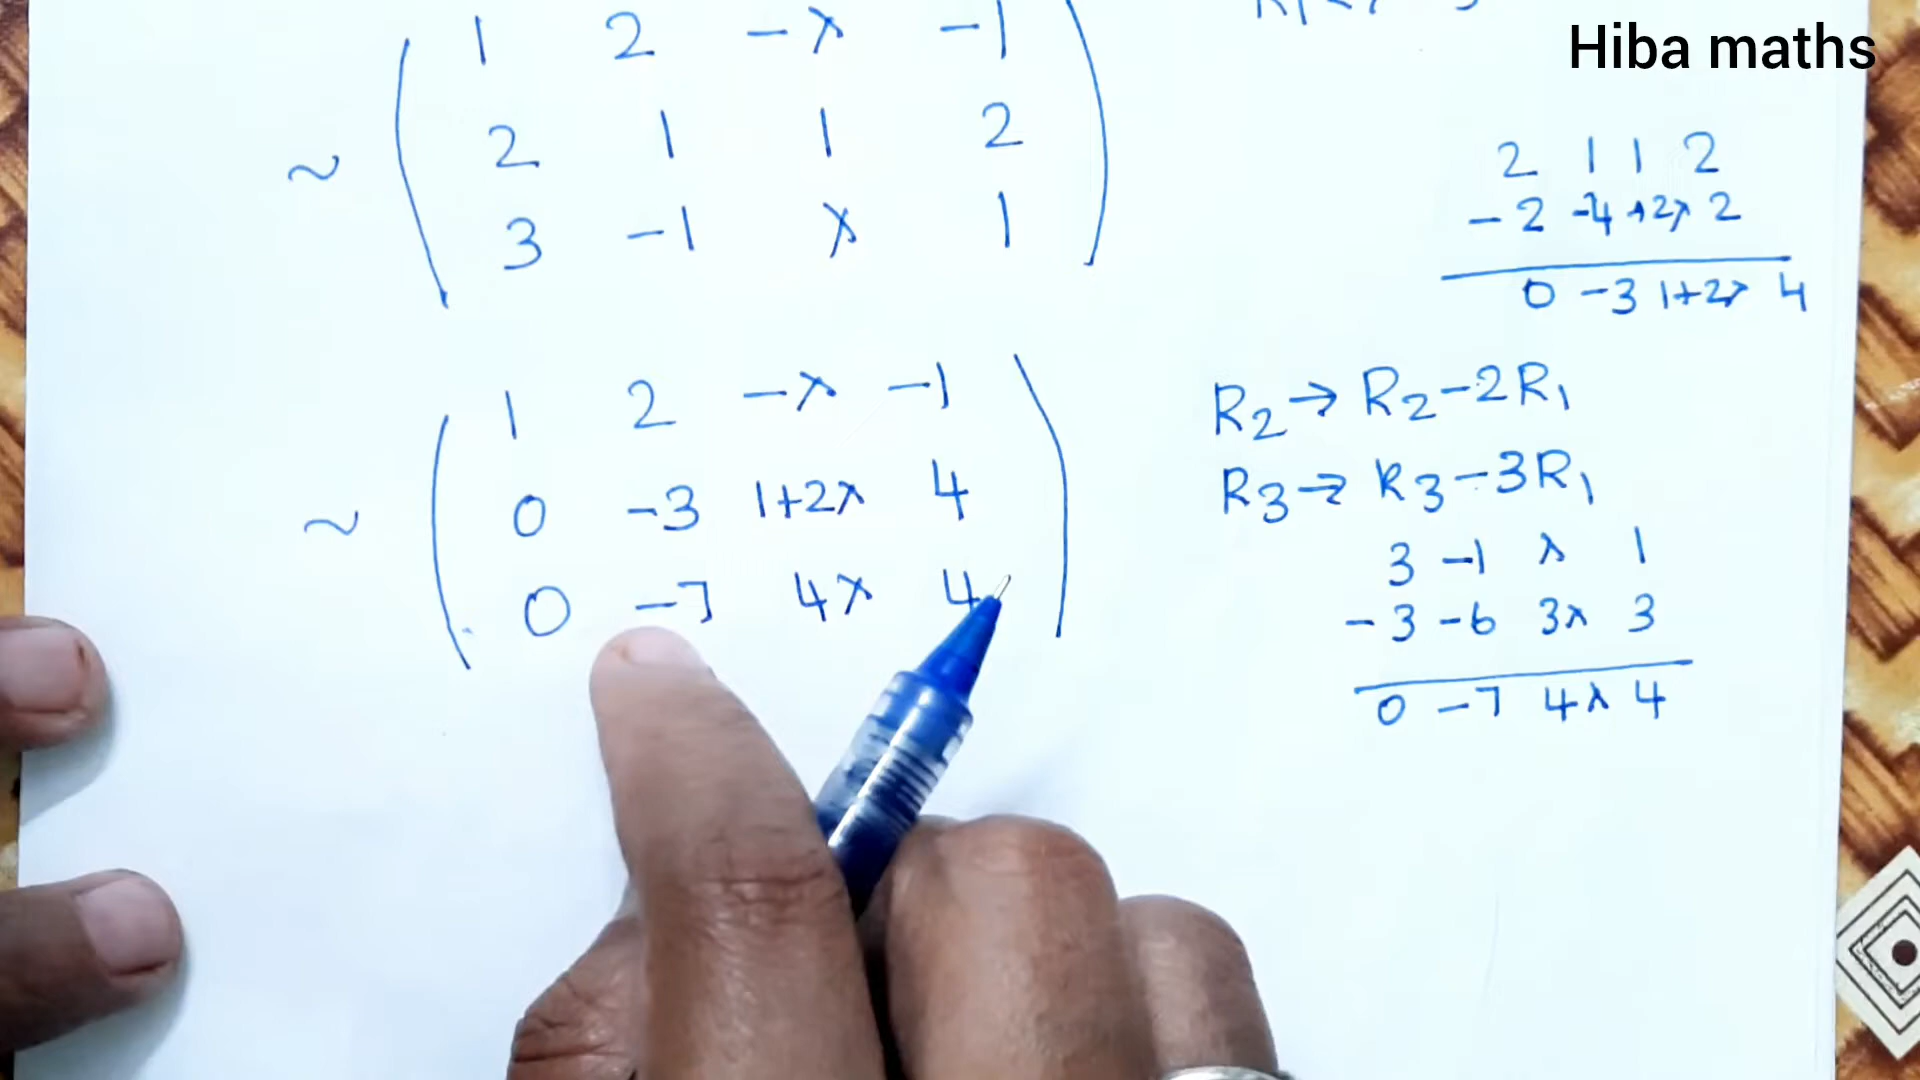 Hiba maths
1 2 -λ -1
~ 2 1 1 2
3 -1 λ 1
2 1 1 2
-2 -4 +2λ 2
0 -3 1+2λ 4
1 2 -λ -1
~ 0 -3 1+2λ 4
0 -7 4λ 4
R2→R2-2R1
R3→R3-3R1
3 -1 λ 1
-3 -6 3λ 3
0 -7 4λ 4